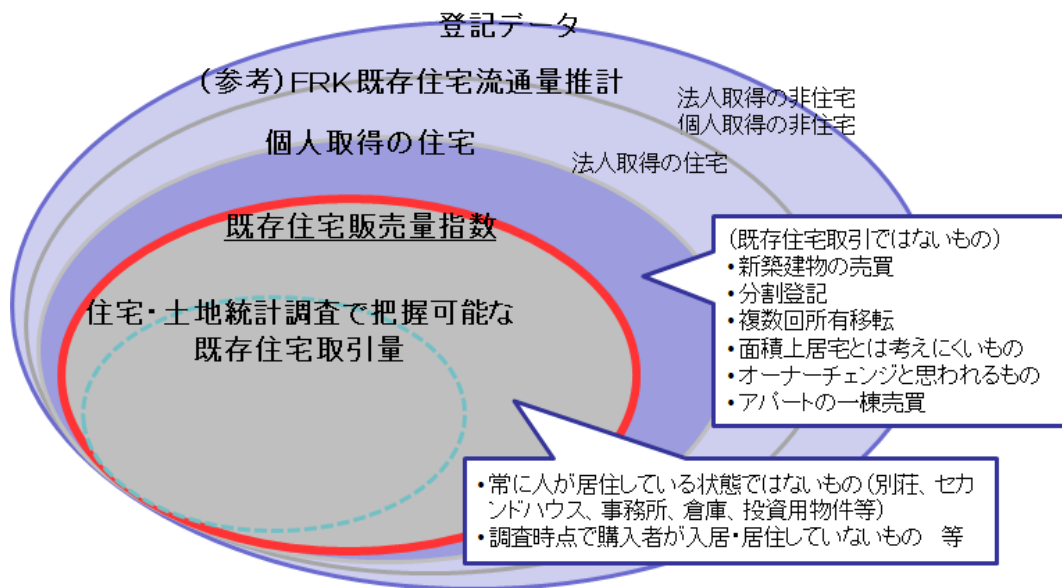 登記データ
(参考)FRK既存住宅流通量推計
法人取得の非住宅
個人取得の非住宅
個人取得の住宅
法人取得の住宅
既存住宅販売量指数
(既存住宅取引ではないもの)
•新築建物の売買
•分割登記
•複数回所有移転
•面積上居宅とは考えにくいもの
•オーナーチェンジと思われるもの
•アパートの一棟売買
住宅・土地統計調査で把握可能な
既存住宅取引量
•常に人が居住している状態ではないもの(別荘、セカ
ンドハウス、事務所、倉庫、投資用物件等)
•調査時点で購入者が入居・居住していないもの 等